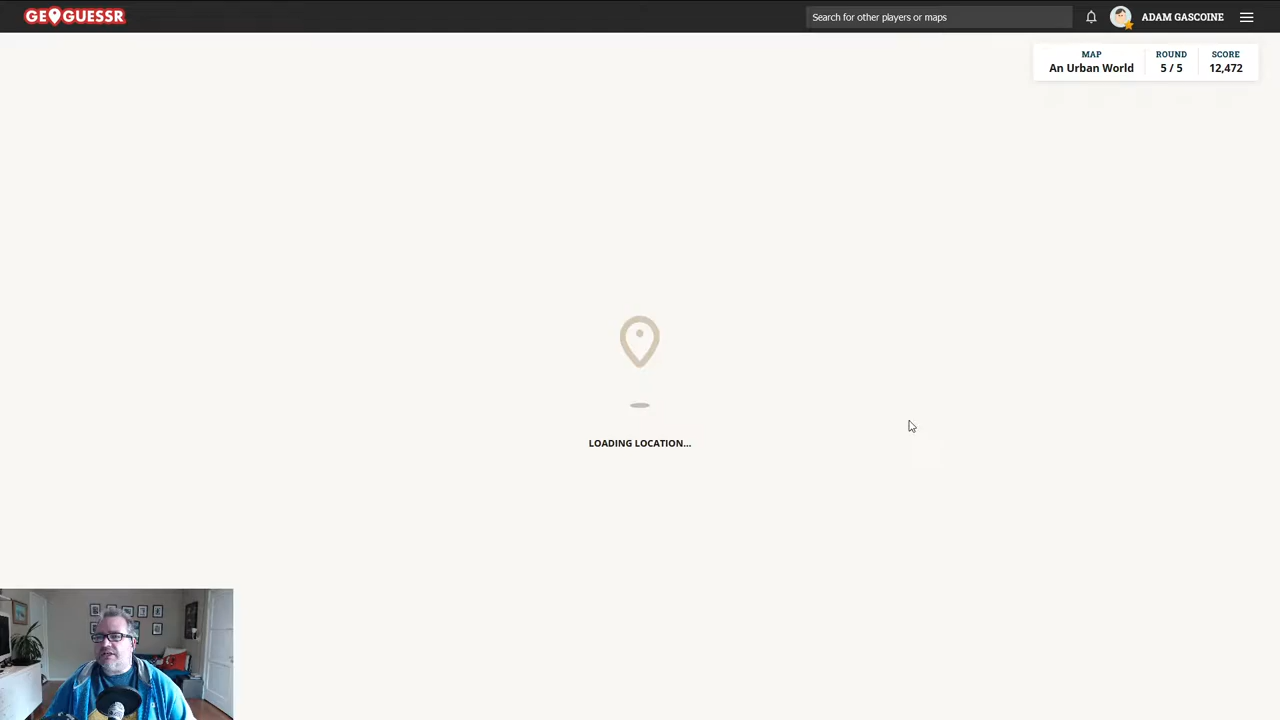 GEOGUESSR
Search for other players or maps
ADAM GASCOINE
MAP
ROUND
SCORE
An Urban World
5 / 5
12,472
LOADING LOCATION...